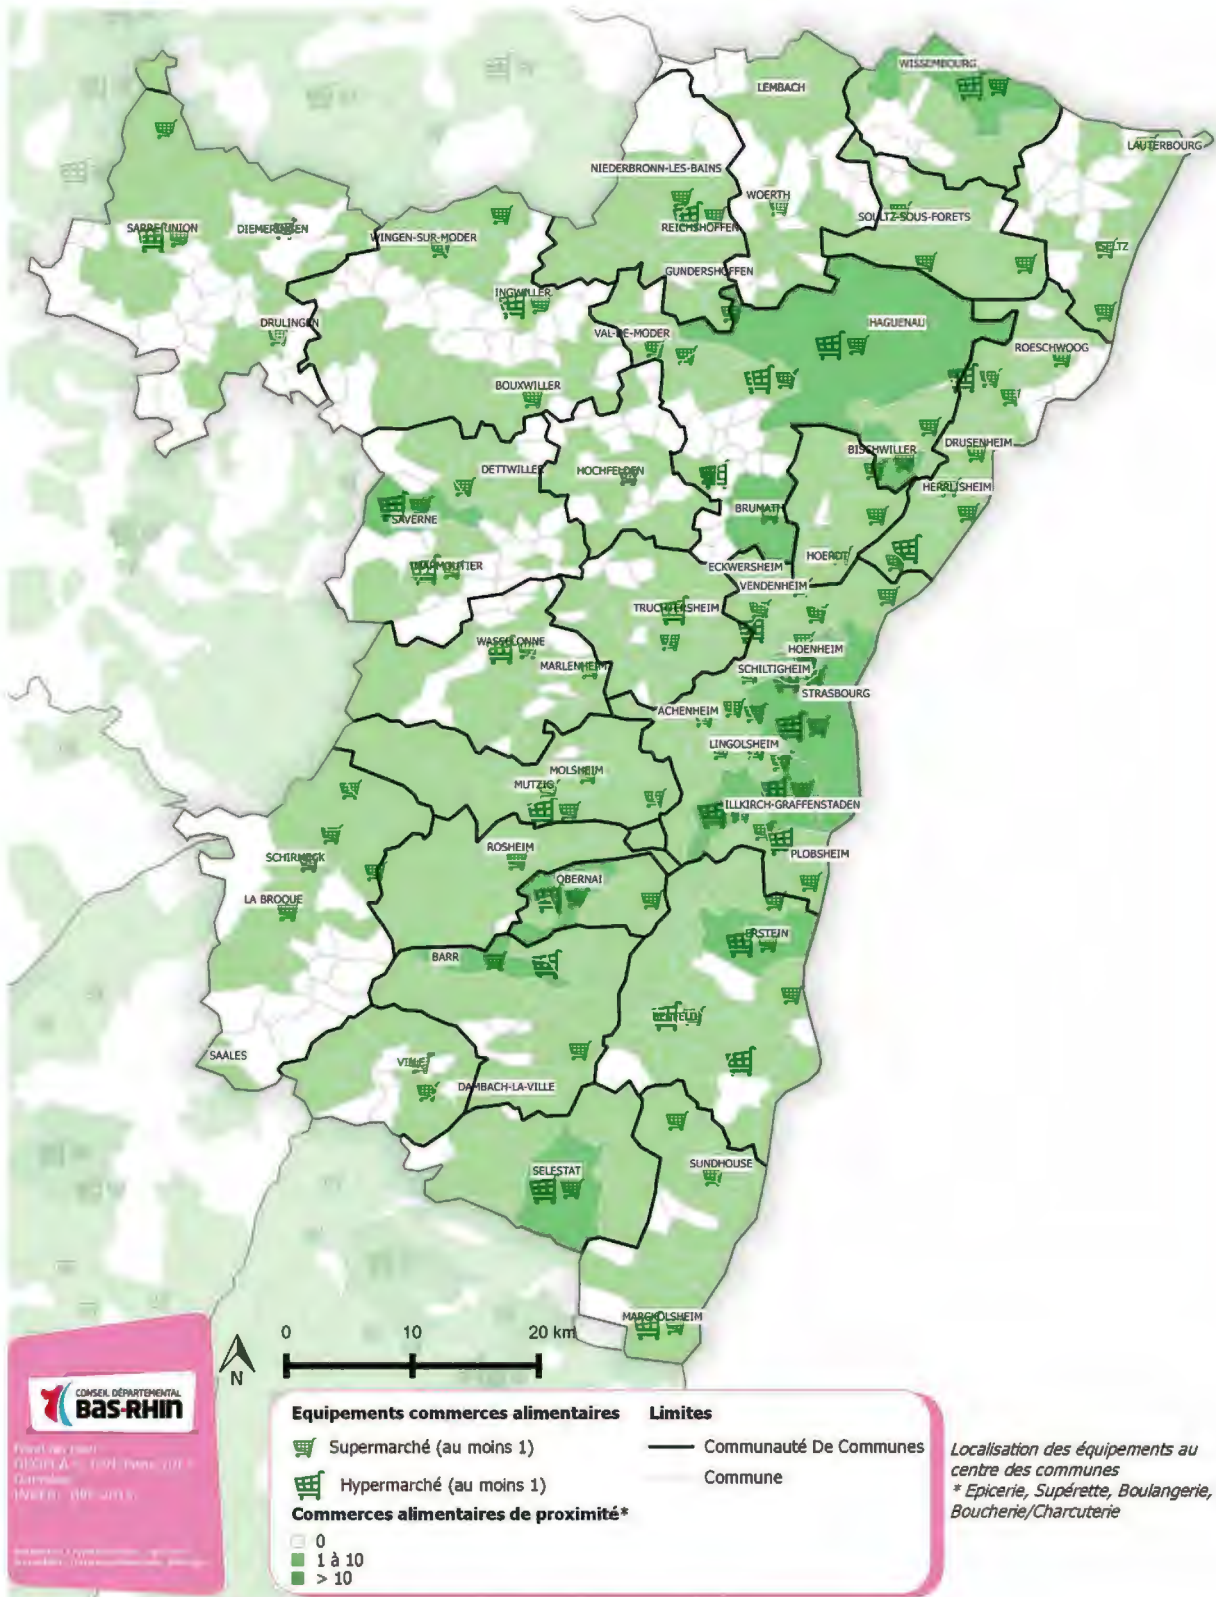 WISSEMBOURG
LEMBACH
LAUTERBOURG
NIEDERBRONN-LES-BAINS
WOERTH
SOULTZ-SOUS-FORETS
SARRE-UNION
DIEMERINGEN
WINGEN-SUR-MODER
REICHSHOFFEN
SELTZ
GUNDERSHOFFEN
INGWILLER
DRULINGEN
VAL-DE-MODER
HAGUENAU
ROESCHWOOG
BOUXWILLER
DETTWILLER
HOCHFELDEN
BISCHWILLER
DRUSENHEIM
HERRLISHEIM
SAVERNE
BRUMATH
MARMOUTIER
ECKWERSHEIM
HOERDT
VENDENHEIM
TRUCHTERSHEIM
WASSELONNE
MARLENHEIM
HOENHEIM
SCHILTIGHEIM
STRASBOURG
ACHENHEIM
LINGOLSHEIM
MOLSHEIM
MUTZIG
ILLKIRCH-GRAFFENSTADEN
ROSHEIM
PLOBSHEIM
SCHIRMECK
OBERNAI
LA BROQUE
ERSTEIN
BARR
BENFELD
SAALES
VILLE
DAMBACH-LA-VILLE
SELESTAT
SUNDHOUSE
MARCKOLSHEIM
0 10 20 km
N
CONSEIL DÉPARTEMENTAL
BAS-RHIN
Equipements commerces alimentaires
Supermarché (au moins 1)
Hypermarché (au moins 1)
Commerces alimentaires de proximité*
0
1 à 10
> 10
Limites
Communauté De Communes
Commune
Localisation des équipements au
centre des communes
* Epicerie, Supérette, Boulangerie,
Boucherie/Charcuterie